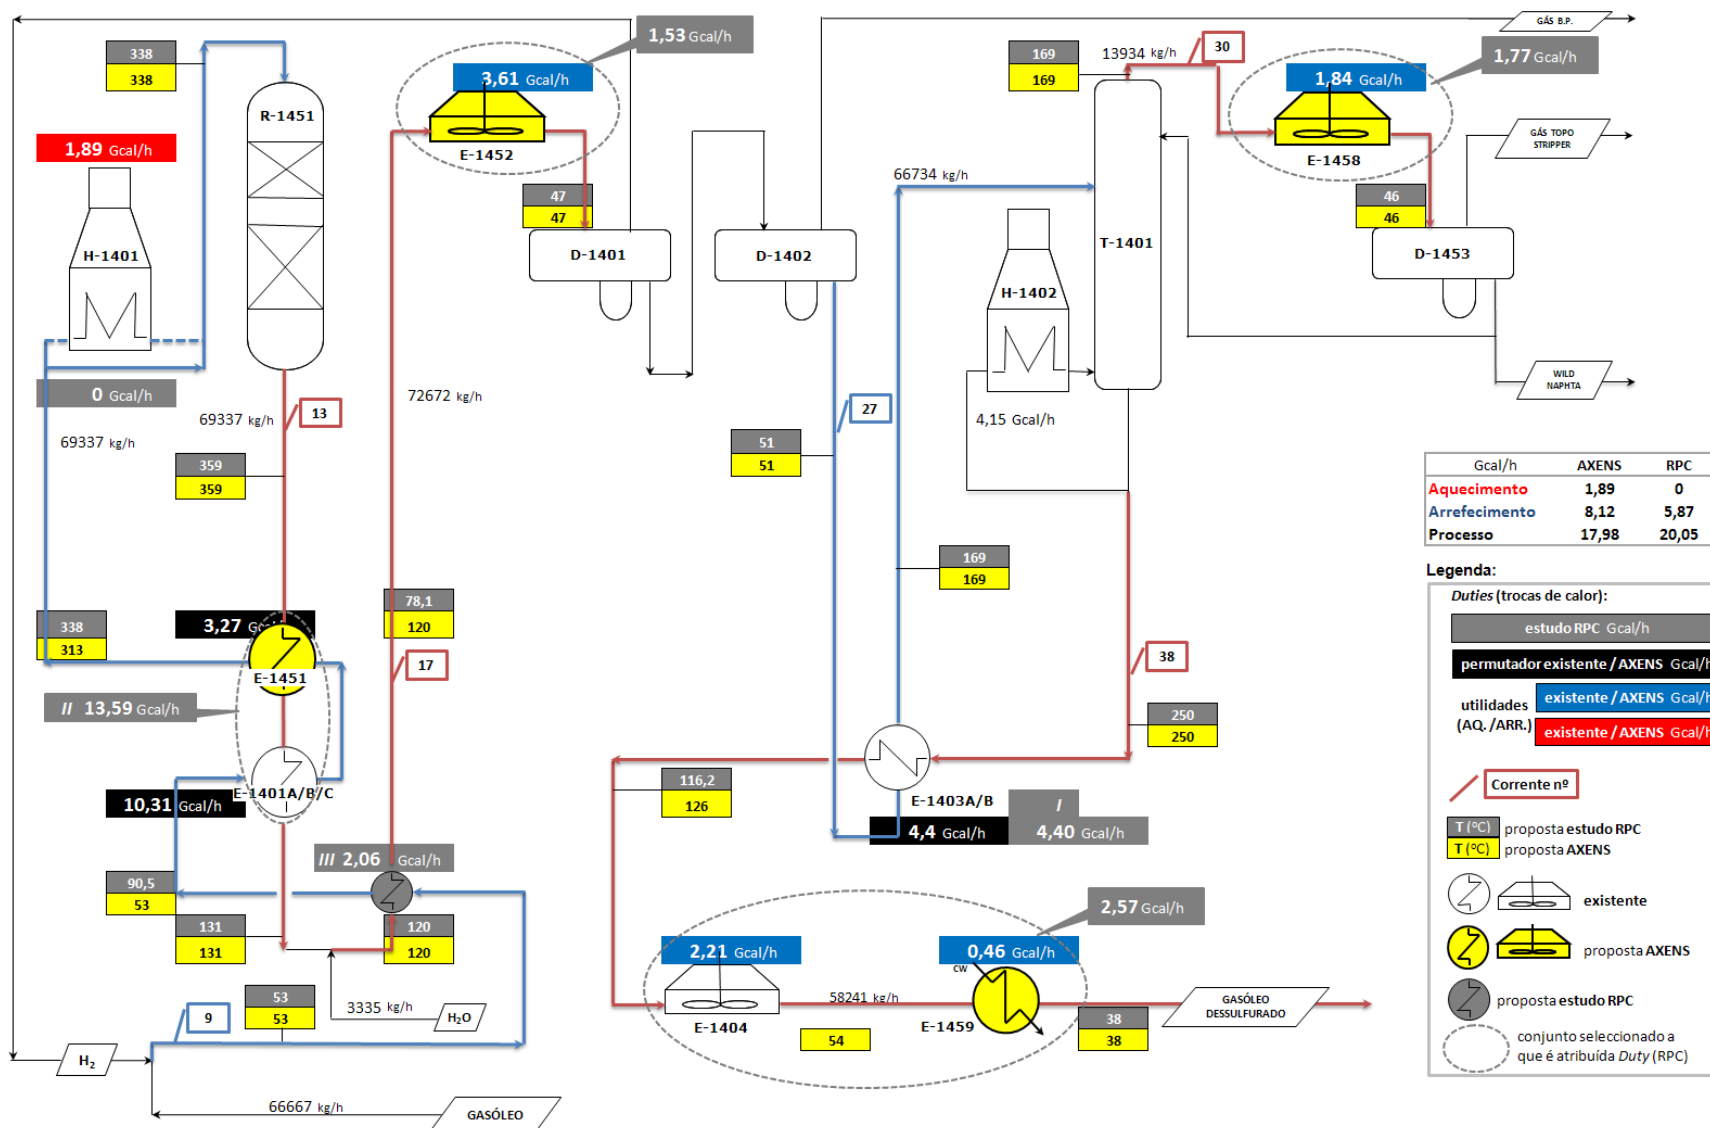 1,53 Gcal/h
GÁS B.P.
338
338
3,61 Gcal/h
169
169
13934 kg/h
30
1,84 Gcal/h
1,77 Gcal/h
R-1451
E-1452
E-1458
GÁS TOPO
STRIPPER
1,89 Gcal/h
66734 kg/h
47
47
46
46
H-1401
D-1401
D-1402
T-1401
D-1453
H-1402
0 Gcal/h
69337 kg/h
69337 kg/h
13
72672 kg/h
27
4,15 Gcal/h
WILD
NAPHTA
359
359
51
51
Gcal/h AXENS RPC
Aquecimento 1,89 0
Arrefecimento 8,12 5,87
Processo 17,98 20,05
169
169
Legenda:
Duties (trocas de calor):
estudo RPC Gcal/h
permutador existente / AXENS Gcal/h
utilidades
(AQ./ARR.)
existente / AXENS Gcal/h
existente / AXENS Gcal/h
Corrente nº
T (°C) proposta estudo RPC
T (°C) proposta AXENS
existente
proposta AXENS
proposta estudo RPC
conjunto seleccionado a
que é atribuída Duty (RPC)
338
313
3,27
E-1451
78,1
120
17
38
II 13,59 Gcal/h
250
250
10,31 Gcal/h
E-1401A/B/C
116,2
126
E-1403A/B
4,4 Gcal/h
I
4,40 Gcal/h
III 2,06 Gcal/h
90,5
53
131
131
120
120
2,57 Gcal/h
2,21 Gcal/h
0,46 Gcal/h
CW
53
53
9
3335 kg/h
H2O
E-1404
58241 kg/h
54
E-1459
38
38
GASÓLEO
DESSULFURADO
H2
66667 kg/h
GASÓLEO